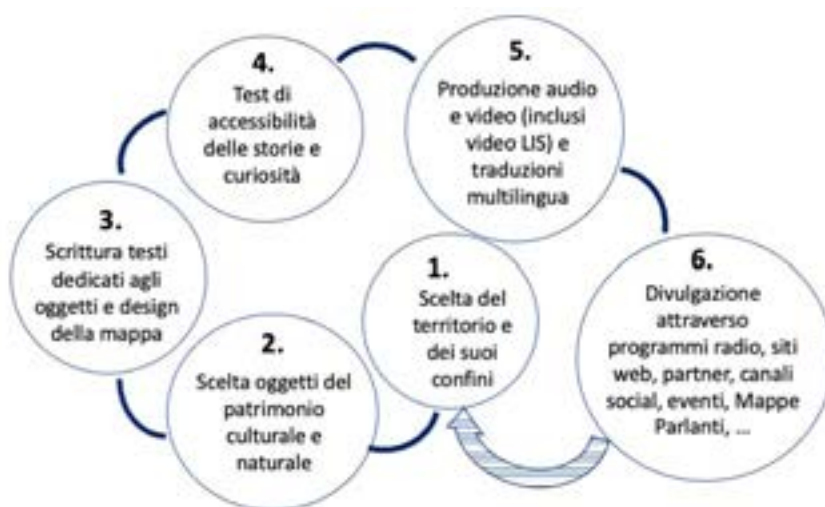 1.
Scelta del
territorio e
dei suoi
confini
2.
Scelta oggetti del
patrimonio
culturale e
naturale
3.
Scrittura testi
dedicati agli
oggetti e design
della mappa
4.
Test di
accessibilità
delle storie e
curiosità
5.
Produzione audio
e video (inclusi
video LIS) e
traduzioni
multilingua
6.
Divulgazione
attraverso
programmi radio, siti
web, partner, canali
social, eventi, Mappe
Parlanti, ...